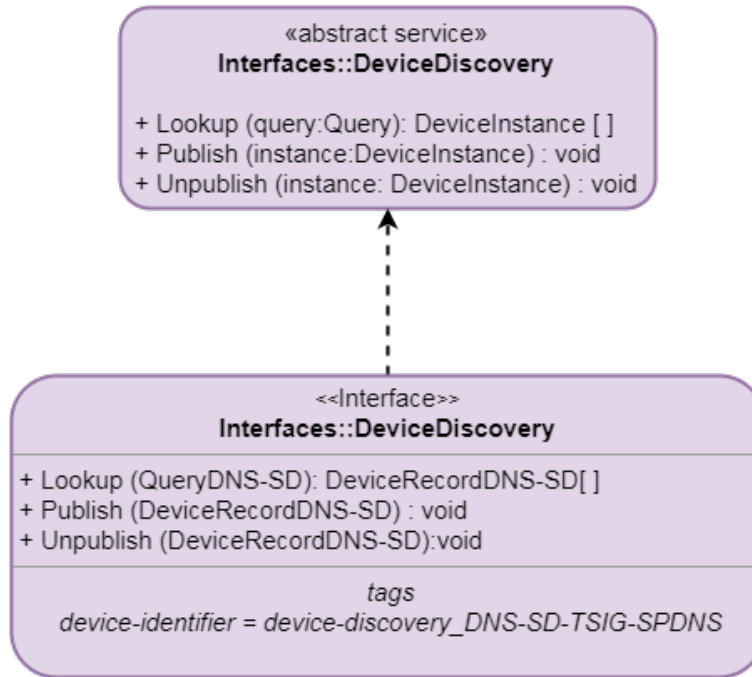 «abstract service»
Interfaces::DeviceDiscovery
+ Lookup (query:Query): DeviceInstance [ ]
+ Publish (instance:DeviceInstance) : void
+ Unpublish (instance: DeviceInstance) : void
<<Interface>>
Interfaces::DeviceDiscovery
+ Lookup (QueryDNS-SD): DeviceRecordDNS-SD[ ]
+ Publish (DeviceRecordDNS-SD) : void
+ Unpublish (DeviceRecordDNS-SD):void
tags
device-identifier = device-discovery_DNS-SD-TSIG-SPDNS